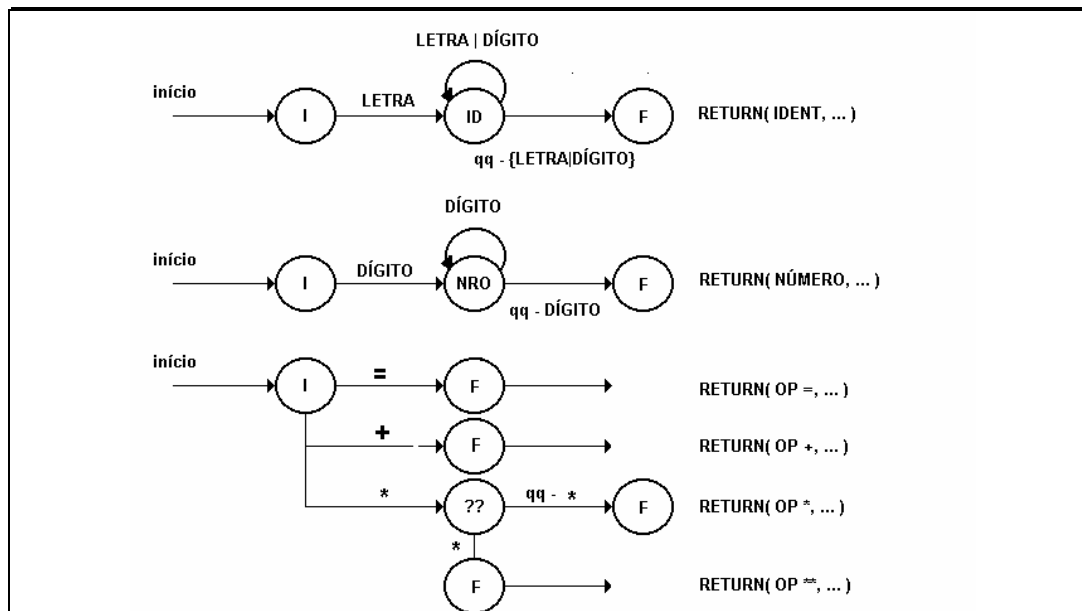 LETRA | DÍGITO
início
I
LETRA
ID
F
RETURN( IDENT, ... )
qq - {LETRA|DÍGITO}
DÍGITO
início
I
DÍGITO
NRO
F
RETURN( NÚMERO, ... )
qq - DÍGITO
início
I
=
F
RETURN( OP =, ... )
+
F
RETURN( OP +, ... )
*
??
qq - *
F
RETURN( OP *, ... )
*
F
RETURN( OP **, ... )